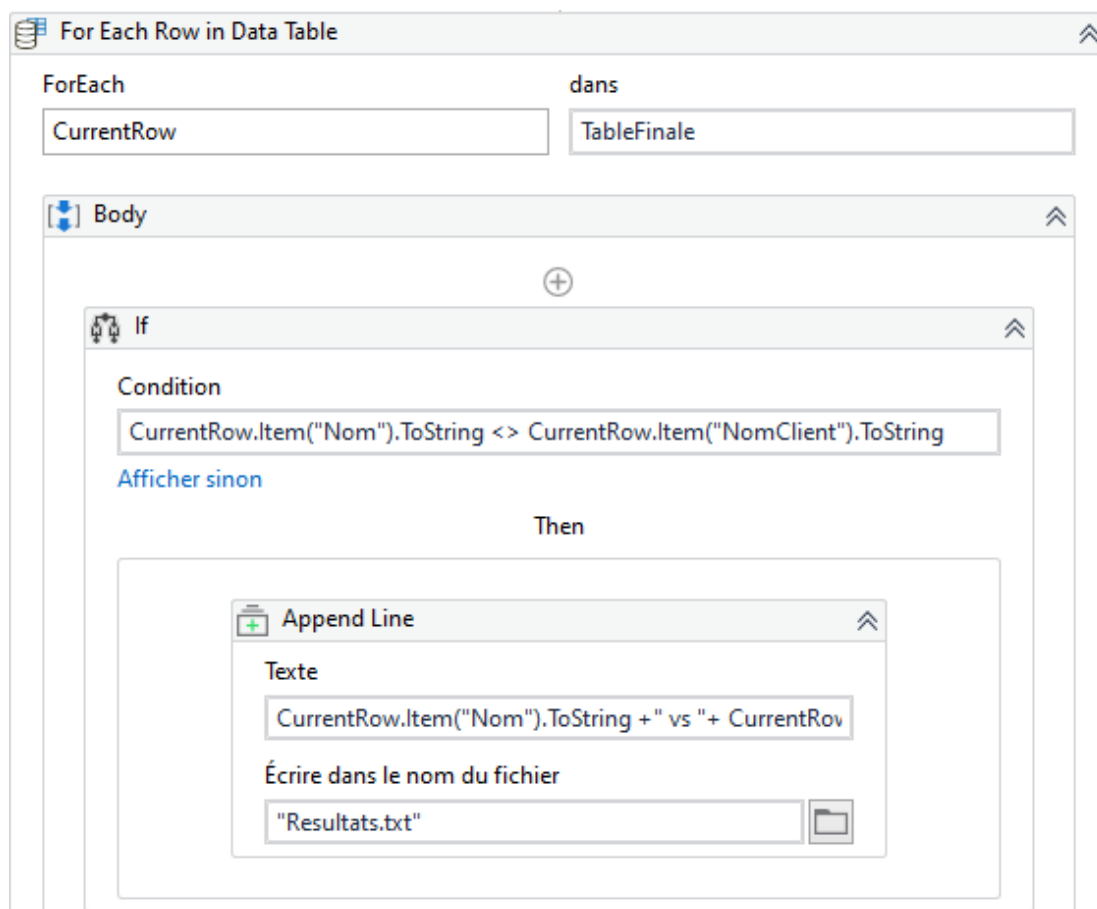 For Each Row in Data Table
ForEach dans
CurrentRow TableFinale
Body
If
Condition
CurrentRow.Item("Nom").ToString <> CurrentRow.Item("NomClient").ToString
Afficher sinon
Then
Append Line
Texte
CurrentRow.Item("Nom").ToString +" vs "+ CurrentRow
Écrire dans le nom du fichier
"Resultats.txt"